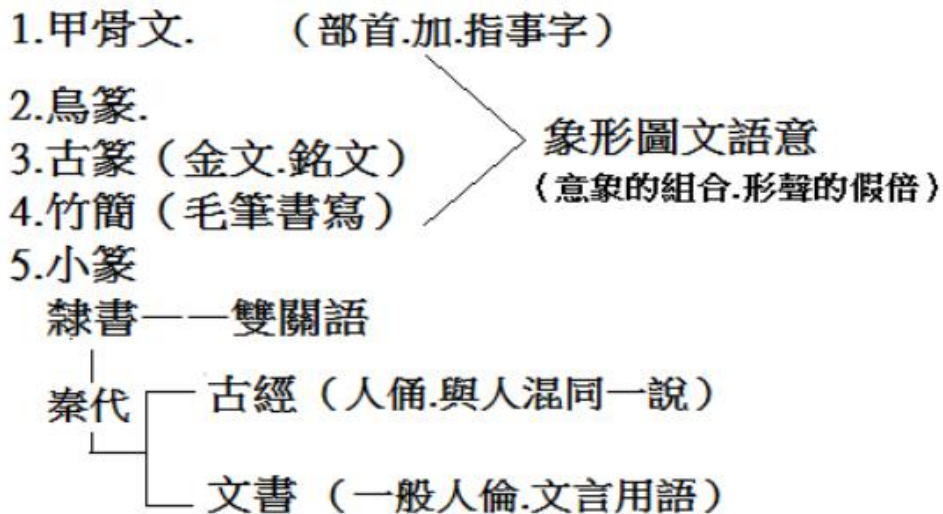 1.甲骨文. （部首.加.指事字）
2.鳥篆.
3.古篆（金文.銘文）
象形圖文語意
（意象的組合.形聲的假倍）
4.竹簡（毛筆書寫）
5.小篆
隸書——雙關語
秦代
古經（人俑.與人混同一說）
文書（一般人倫.文言用語）